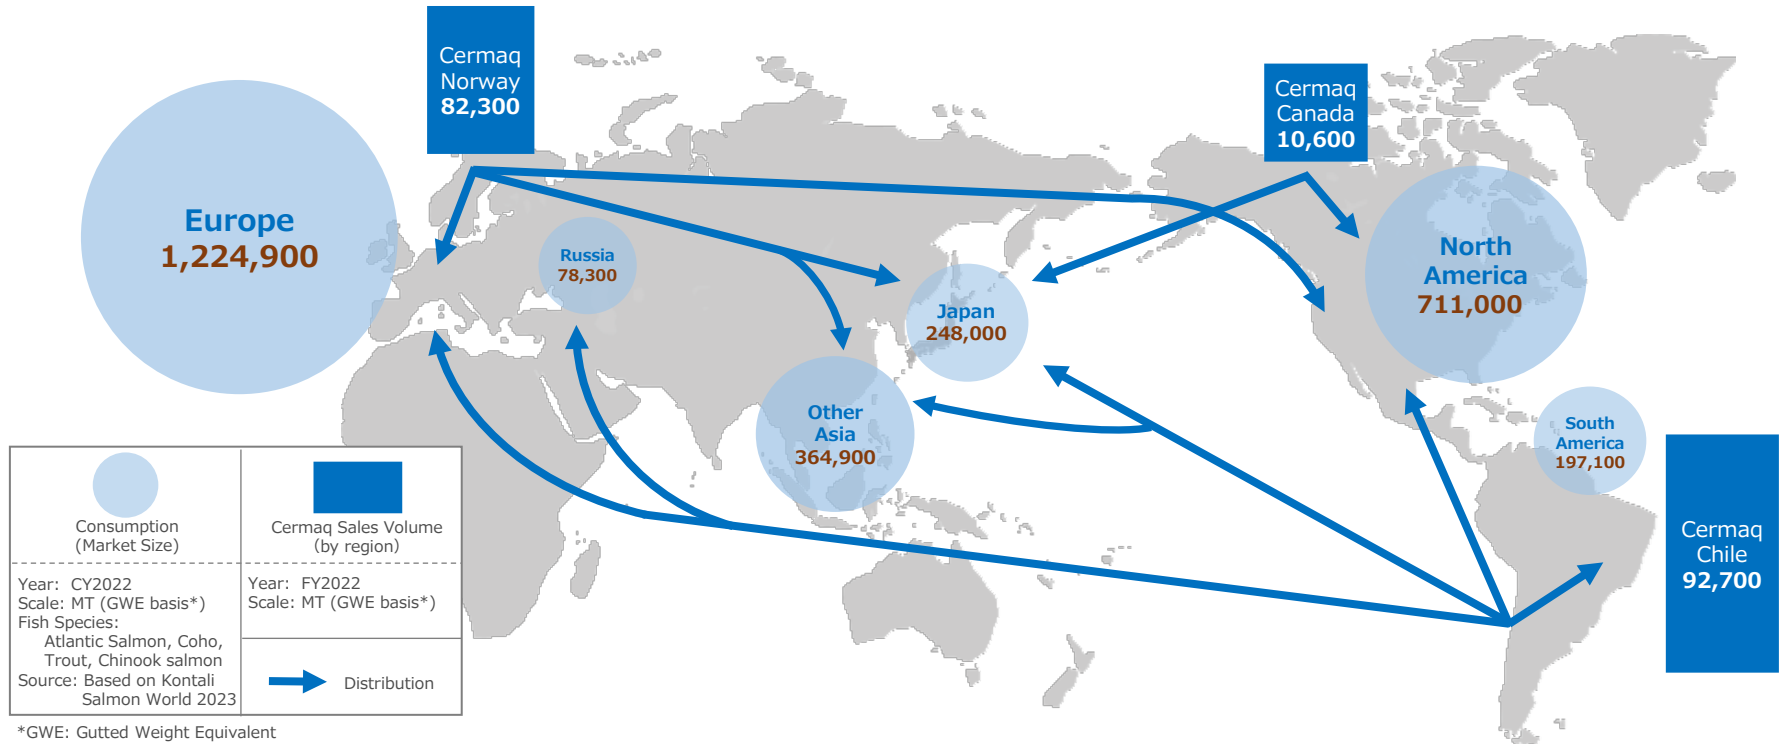 Cermaq
Norway
82,300
Cermaq
Canada
10,600
Europe
1,224,900
Russia
78,300
Japan
248,000
Other
Asia
364,900
North
America
711,000
South
America
197,100
Cermaq
Chile
92,700
Consumption
(Market Size)
Cermaq Sales Volume
(by region)
Year: CY2022
Scale: MT (GWE basis*)
Fish Species:
Atlantic Salmon, Coho,
Trout, Chinook salmon
Source: Based on Kontali
Salmon World 2023
Year: FY2022
Scale: MT (GWE basis*)
Distribution
*GWE: Gutted Weight Equivalent